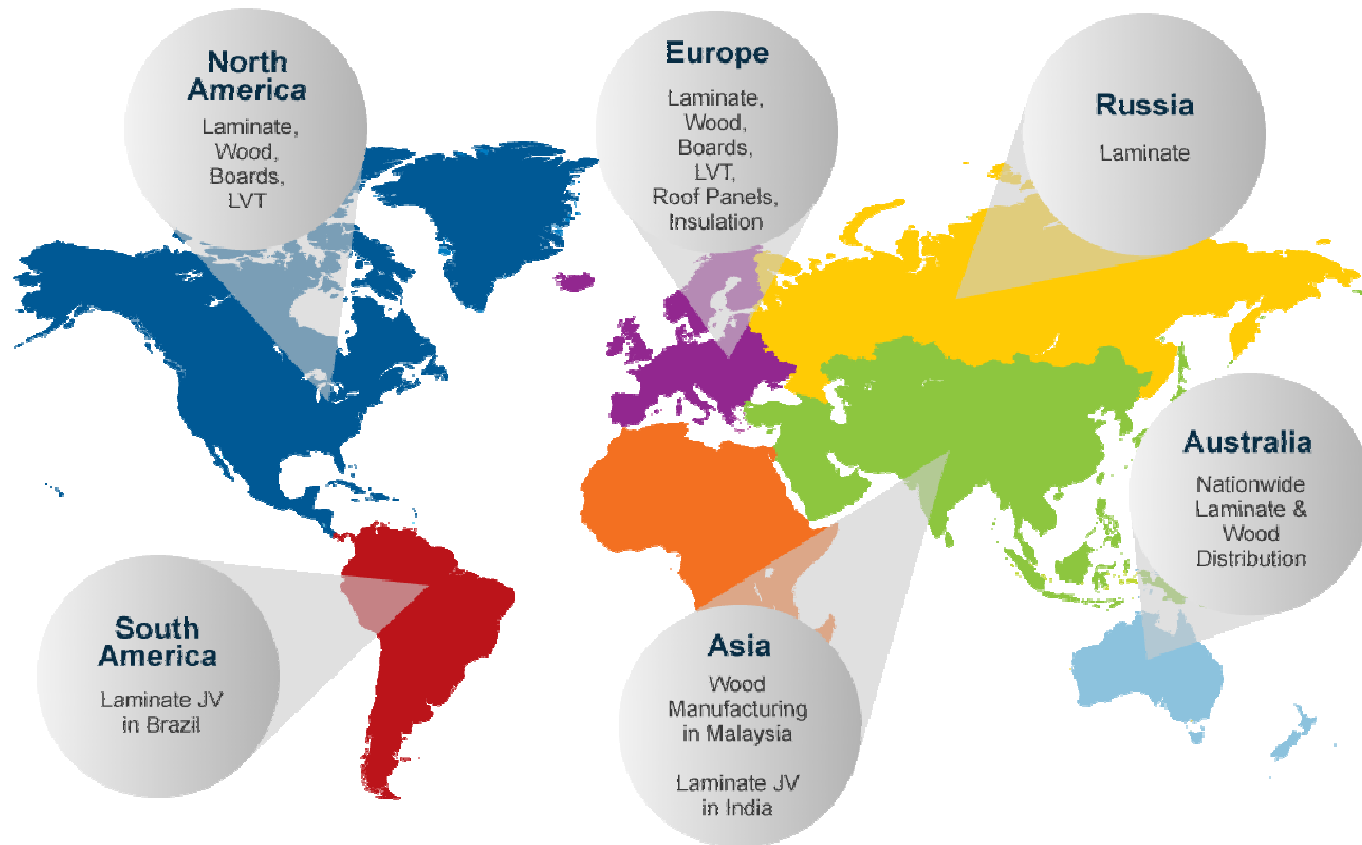 North
America
Laminate,
Wood,
Boards,
LVT
Europe
Laminate,
Wood,
Boards,
LVT,
Roof Panels,
Insulation
Russia
Laminate
Australia
Nationwide
Laminate &
Wood
Distribution
South
America
Laminate JV
in Brazil
Asia
Wood
Manufacturing
in Malaysia
Laminate JV
in India